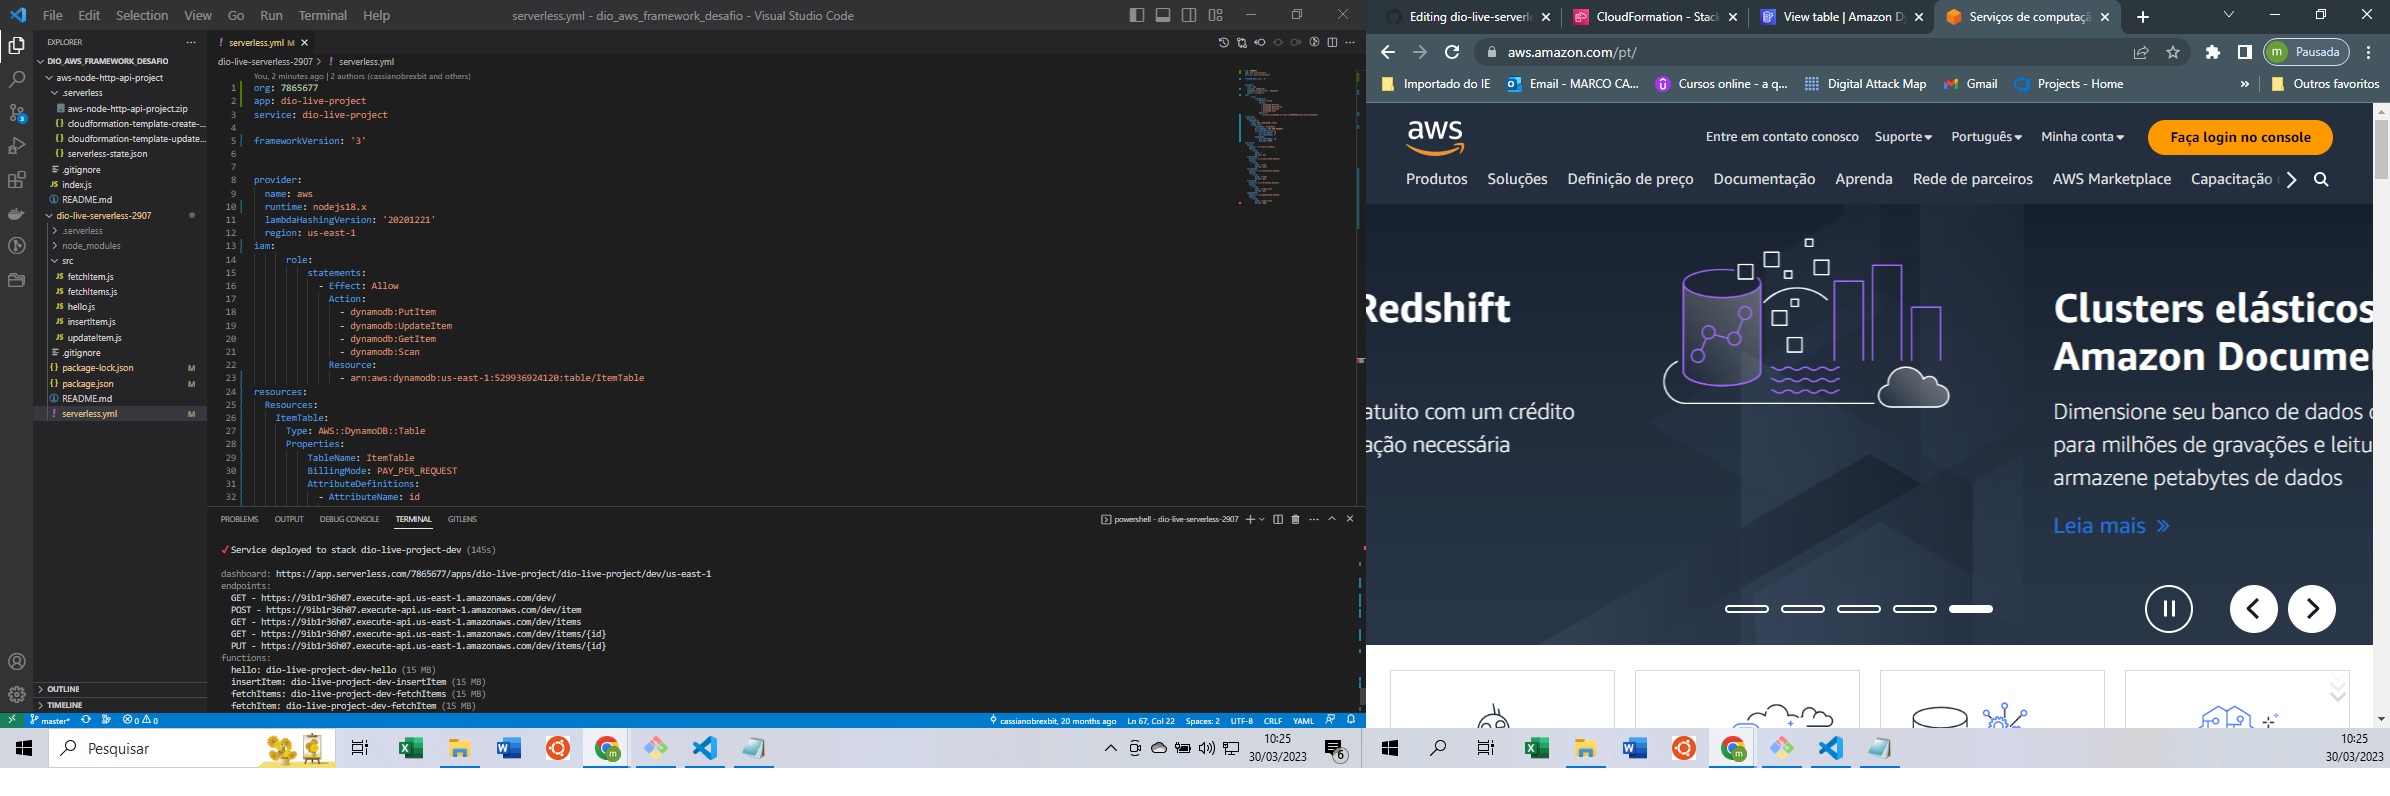 File Edit Selection View Go Run Terminal Help
serverless.yml - dio_aws_framework_desafio - Visual Studio Code
EXPLORER
DIO_AWS_FRAMEWORK_DESAFIO
aws-node-http-api-project
.serverless
aws-node-http-api-project.zip
cloudformation-template-create-...
cloudformation-template-update...
serverless-state.json
.gitignore
index.js
README.md
dio-live-serverless-2907
.serverless
node_modules
src
fetchItem.js
fetchItems.js
hello.js
insertItem.js
updateItem.js
.gitignore
package-lock.json M
package.json M
README.md
serverless.yml M
OUTLINE
TIMELINE
serverless.yml M
dio-live-serverless-2907 > serverless.yml
You, 2 minutes ago | 2 authors (cassianobrexbit and others)
1 org: 7865677
2 app: dio-live-project
3 service: dio-live-project
4
5 frameworkVersion: '3'
6
7
8 provider:
9 name: aws
10 runtime: nodejs18.x
11 lambdaHashingVersion: '20201221'
12 region: us-east-1
13 iam:
14 role:
15 statements:
16 - Effect: Allow
17 Action:
18 - dynamodb:PutItem
19 - dynamodb:UpdateItem
20 - dynamodb:GetItem
21 - dynamodb:Scan
22 Resource:
23 - arn:aws:dynamodb:us-east-1:529936924120:table/ItemTable
24 resources:
25 Resources:
26 ItemTable:
27 Type: AWS::DynamoDB::Table
28 Properties:
29 TableName: ItemTable
30 BillingMode: PAY_PER_REQUEST
31 AttributeDefinitions:
32 - AttributeName: id
PROBLEMS OUTPUT DEBUG CONSOLE TERMINAL GITLENS
powershell - dio-live-serverless-2907
✔Service deployed to stack dio-live-project-dev (145s)
dashboard: https://app.serverless.com/7865677/apps/dio-live-project/dio-live-project/dev/us-east-1
endpoints:
GET - https://9ib1r36h07.execute-api.us-east-1.amazonaws.com/dev/
POST - https://9ib1r36h07.execute-api.us-east-1.amazonaws.com/dev/item
GET - https://9ib1r36h07.execute-api.us-east-1.amazonaws.com/dev/items
GET - https://9ib1r36h07.execute-api.us-east-1.amazonaws.com/dev/items/{id}
PUT - https://9ib1r36h07.execute-api.us-east-1.amazonaws.com/dev/items/{id}
functions:
hello: dio-live-project-dev-hello (15 MB)
insertItem: dio-live-project-dev-insertItem (15 MB)
fetchItems: dio-live-project-dev-fetchItems (15 MB)
fetchItem: dio-live-project-dev-fetchItem (15 MB)
master* 0 0
cassianobrexbit, 20 months ago Ln 67, Col 22 Spaces: 2 UTF-8 CRLF YAML
Pesquisar
10:25
30/03/2023
6
Editing dio-live-serverle
CloudFormation - Stack
View table | Amazon Dy
Serviços de computaçã
aws.amazon.com/pt/
m Pausada
Importado do IE
Email - MARCO CA...
Cursos online - a q...
Digital Attack Map
Gmail
Projects - Home
Outros favoritos
aws
Entre em contato conosco Suporte Português Minha conta Faça login no console
Produtos Soluções Definição de preço Documentação Aprenda Rede de parceiros AWS Marketplace Capacitação
Redshift
atuito com um crédito
ação necessária
Clusters elásticos
Amazon Docume
Dimensione seu banco de dados
para milhões de gravações e leitu
armazene petabytes de dados
Leia mais »
10:25
30/03/2023